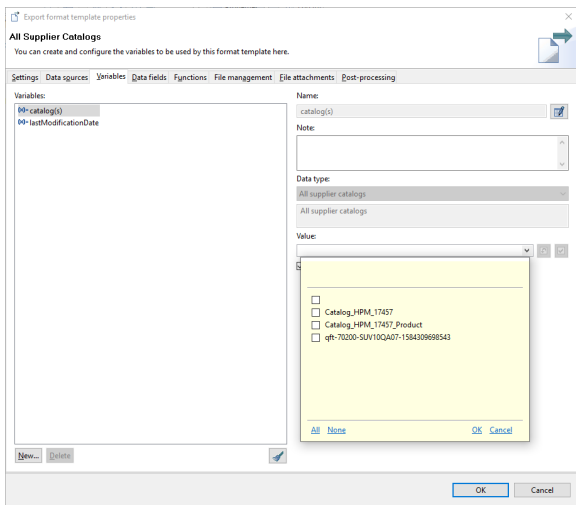 Export format template properties
All Supplier Catalogs
You can create and configure the variables to be used by this format template here.
Settings Data sources Variables Data fields Functions File management File attachments Post-processing
Variables:
catalog(s)
lastModificationDate
Name:
catalog(s)
Note:
Data type:
All supplier catalogs
All supplier catalogs
Value:
Catalog_HPM_17457
Catalog_HPM_17457_Product
qft-70200-SUV10QA07-1584309698543
All None OK Cancel
New... Delete
OK Cancel